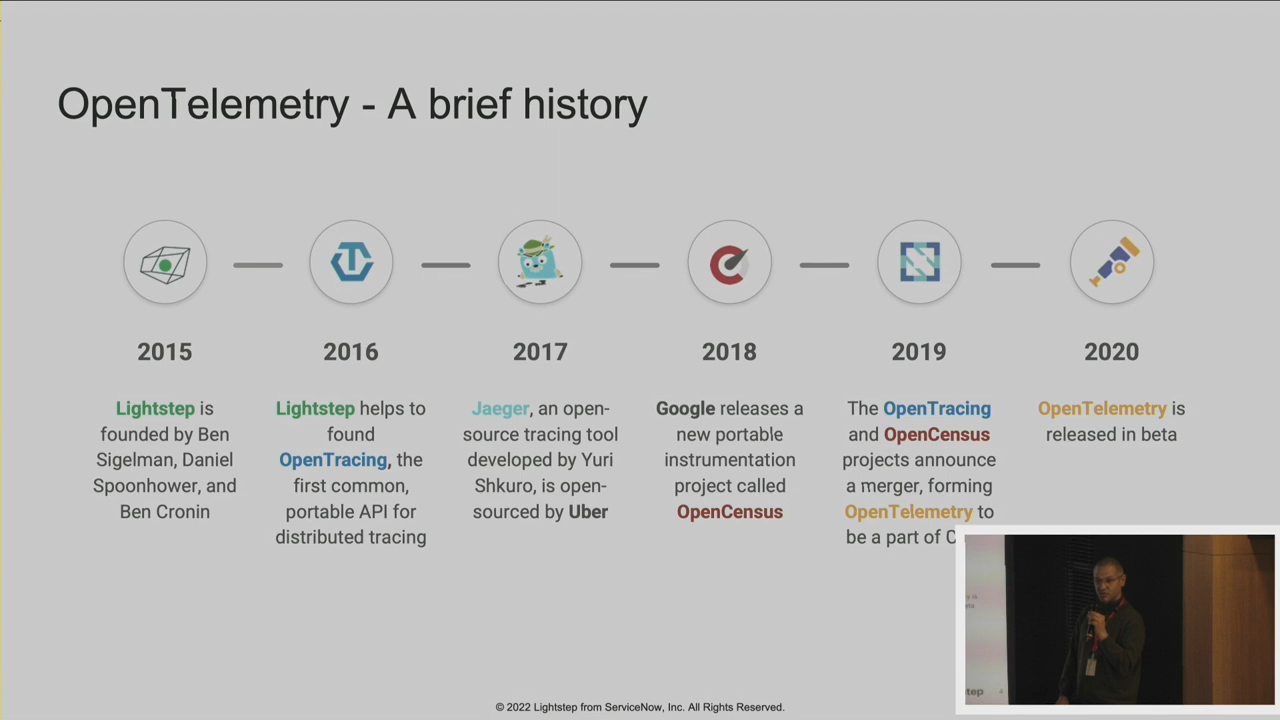 OpenTelemetry - A brief history
2015
2016
2017
2018
2019
2020
Lightstep is
founded by Ben
Sigelman, Daniel
Spoonhower, and
Ben Cronin
Lightstep helps to
found
OpenTracing, the
first common,
portable API for
distributed tracing
Jaeger, an open-
source tracing tool
developed by Yuri
Shkuro, is open-
sourced by Uber
Google releases a
new portable
instrumentation
project called
OpenCensus
The OpenTracing
and OpenCensus
projects announce
a merger, forming
OpenTelemetry to
be a part of C
OpenTelemetry is
released in beta
© 2022 Lightstep from ServiceNow, Inc. All Rights Reserved.